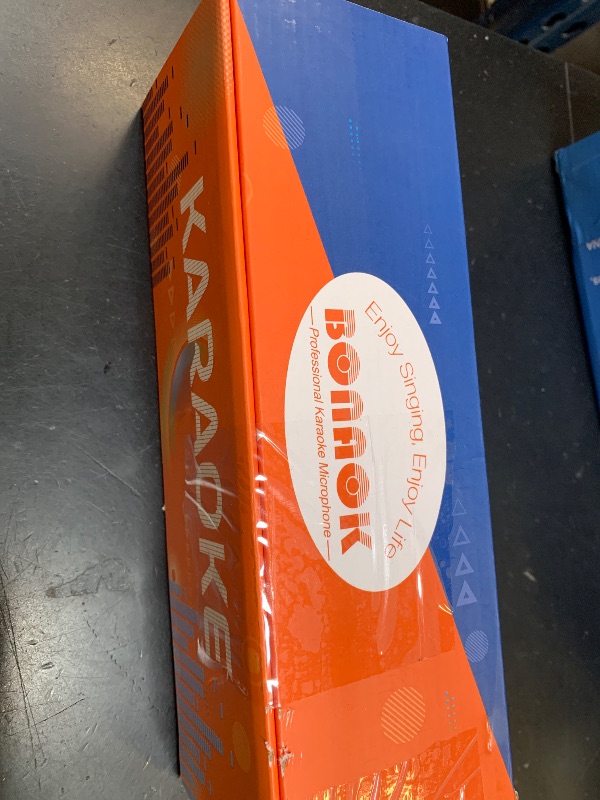 Enjoy Singing, Enjoy Life
BONAOK
Professional Karaoke Microphone
KARAOKE